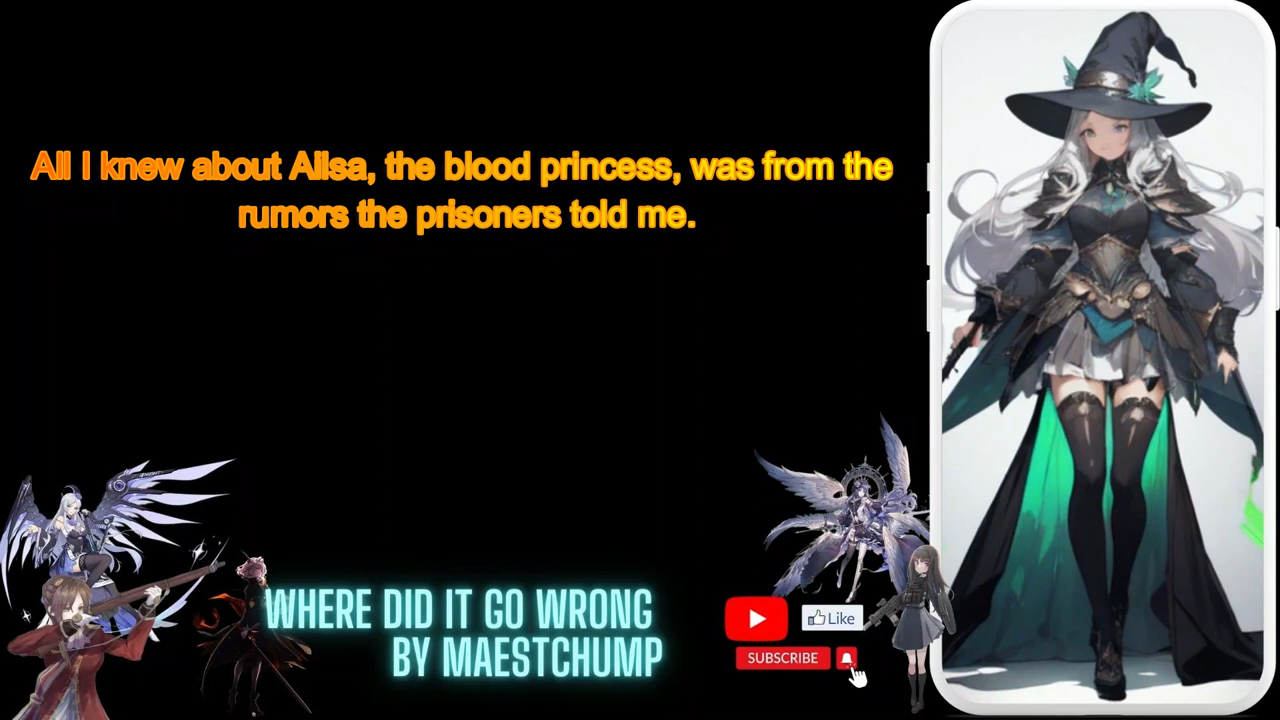 All I knew about Ailsa, the blood princess, was from the
rumors the prisoners told me.
WHERE DID IT GO WRONG
BY MAESTCHUMP
Like
SUBSCRIBE